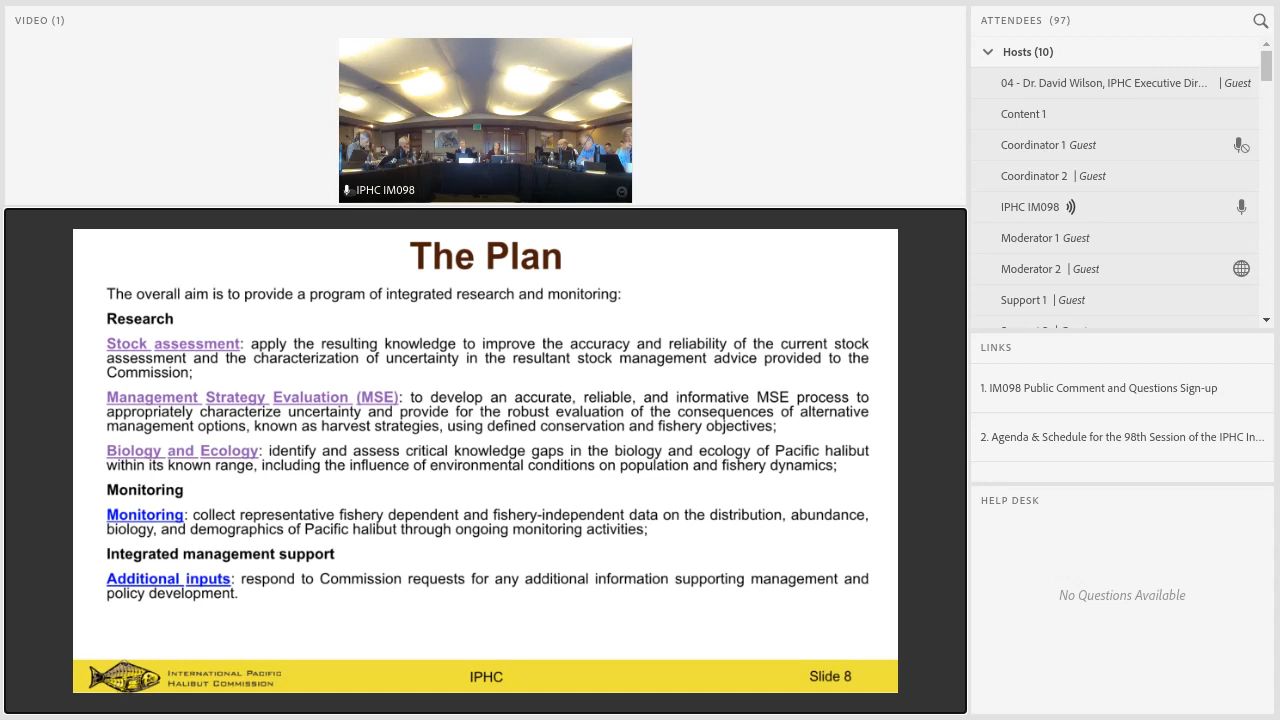 VIDEO (1)
IPHC IM098
The Plan
The overall aim is to provide a program of integrated research and monitoring:
Research
Stock assessment: apply the resulting knowledge to improve the accuracy and reliability of the current stock
assessment and the characterization of uncertainty in the resultant stock management advice provided to the
Commission;
Management Strategy Evaluation (MSE): to develop an accurate, reliable, and informative MSE process to
appropriately characterize uncertainty and provide for the robust evaluation of the consequences of alternative
management options, known as harvest strategies, using defined conservation and fishery objectives;
Biology and Ecology: identify and assess critical knowledge gaps in the biology and ecology of Pacific halibut
within its known range, including the influence of environmental conditions on population and fishery dynamics;
Monitoring
Monitoring: collect representative fishery dependent and fishery-independent data on the distribution, abundance,
biology, and demographics of Pacific halibut through ongoing monitoring activities;
Integrated management support
Additional inputs: respond to Commission requests for any additional information supporting management and
policy development.
INTERNATIONAL PACIFIC
HALIBUT COMMISSION
IPHC
Slide 8
ATTENDEES (97)
Hosts (10)
04 - Dr. David Wilson, IPHC Executive Dir... | Guest
Content 1
Coordinator 1 Guest
Coordinator 2 | Guest
IPHC IM098
Moderator 1 Guest
Moderator 2 | Guest
Support 1 | Guest
LINKS
1. IM098 Public Comment and Questions Sign-up
2. Agenda & Schedule for the 98th Session of the IPHC In...
HELP DESK
No Questions Available